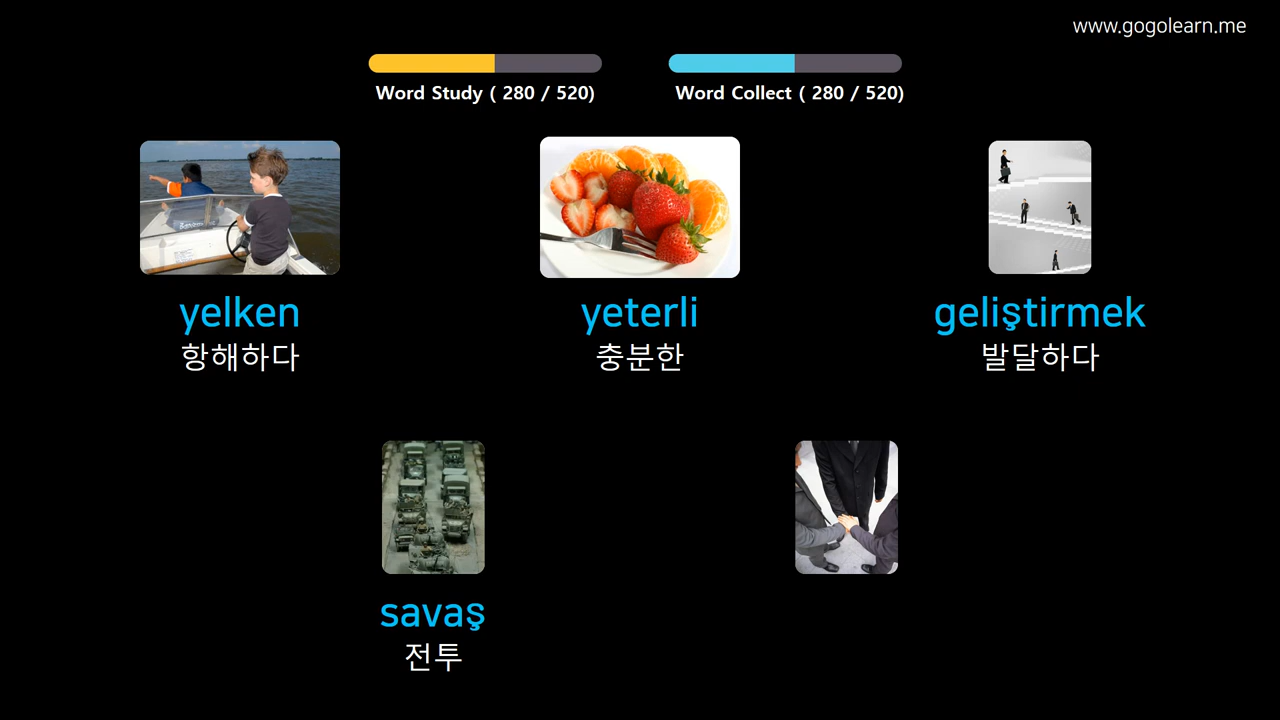 www.gogolearn.me
Word Study ( 280 / 520)
Word Collect ( 280 / 520)
yelken
항해하다
yeterli
충분한
geliştirmek
발달하다
savaş
전투